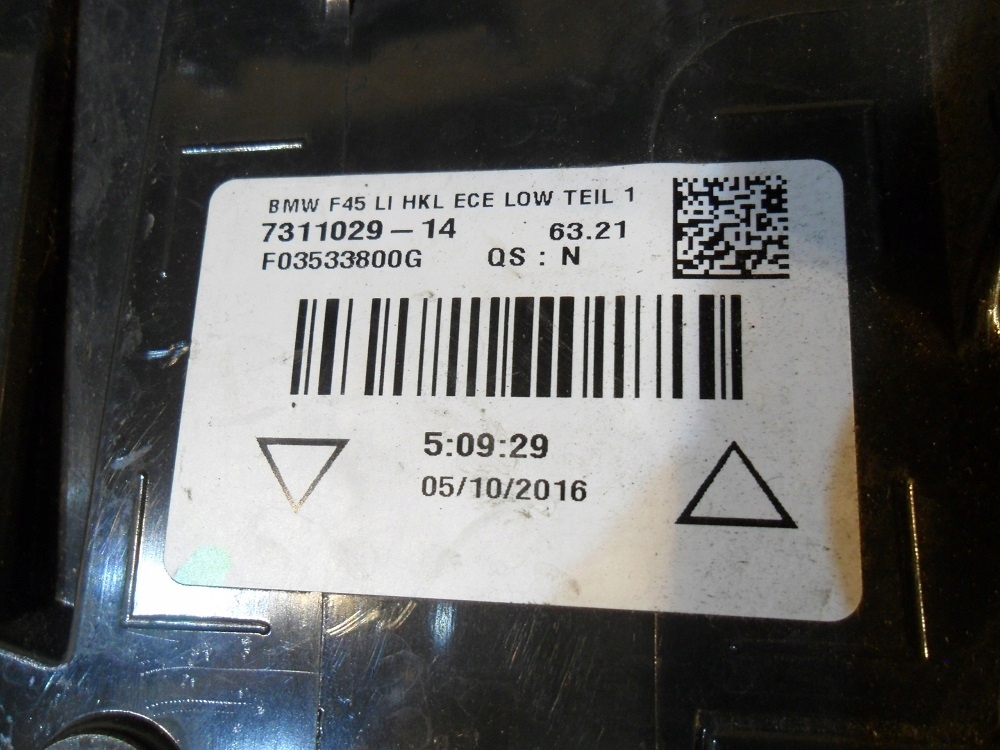 BMW F45 LI HKL ECE LOW TEIL 1
7311029 – 14 63.21
F03533800G QS : N
5:09:29
05/10/2016